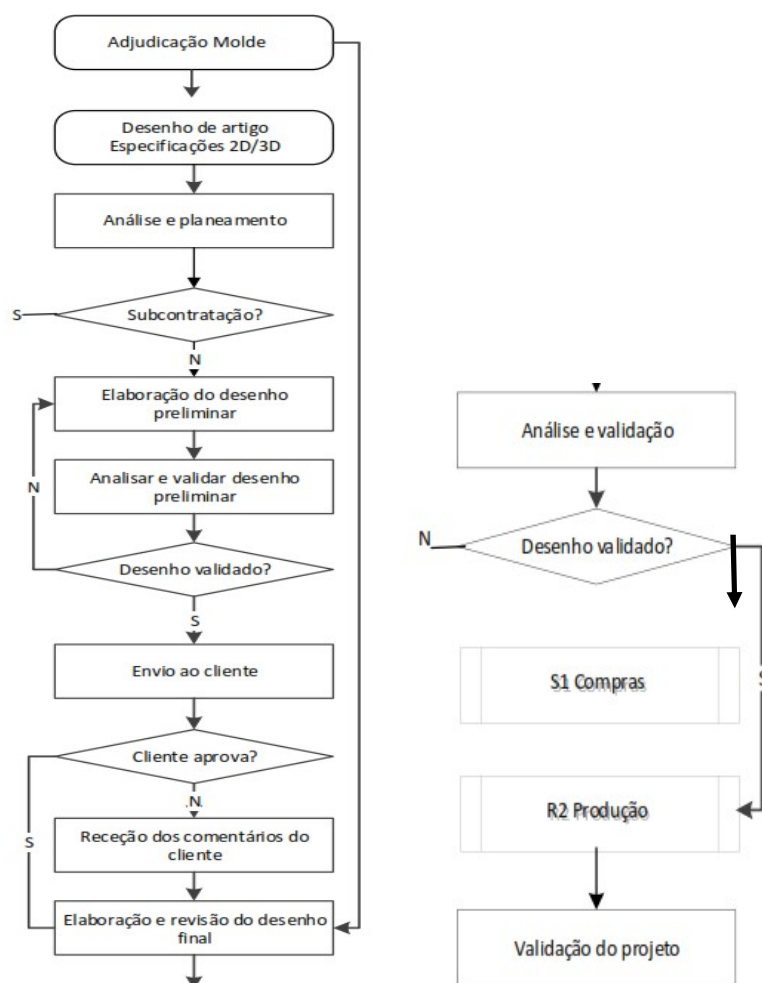 Adjudicação Molde
Desenho de artigo
Especificações 2D/3D
Análise e planeamento
Subcontratação?
S
N
Elaboração do desenho
preliminar
Analisar e validar desenho
preliminar
N
Desenho validado?
S
Envio ao cliente
Cliente aprova?
.N.
Receção dos comentários do
cliente
S
Elaboração e revisão do desenho
final
Análise e validação
Desenho validado?
N
S
S1 Compras
R2 Produção
Validação do projeto